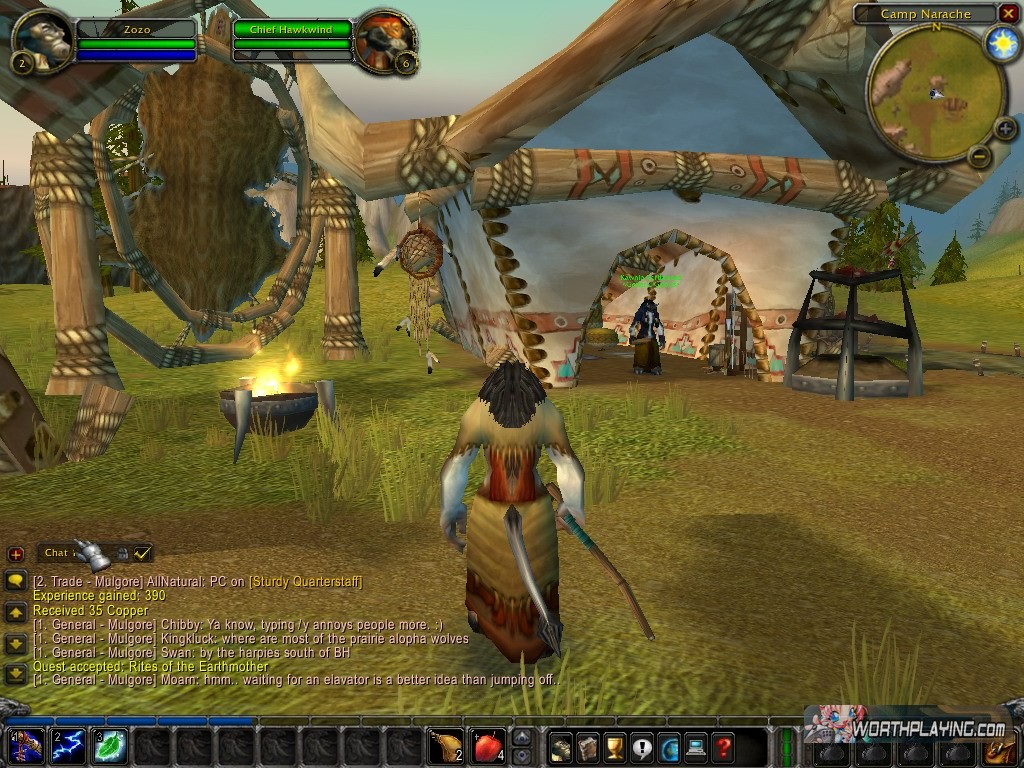 Zozo
2
Chief Hawkwind
6
Camp Narache
N
Chat
[2. Trade - Mulgore] AllNatural: PC on [Sturdy Quarterstaff]
Experience gained: 390
Received 35 Copper
[1. General - Mulgore] Chibby: Ya know, typing /y annoys people more. :)
[1. General - Mulgore] Kingkluck: where are most of the prairie alopha wolves
[1. General - Mulgore] Swan: by the harpies south of BH
Quest accepted: Rites of the Earthmother
[1. General - Mulgore] Moarn: hmm.. waiting for an elavator is a better idea than jumping off..
1
2
3
2
4
WORTHPLAYING.COM